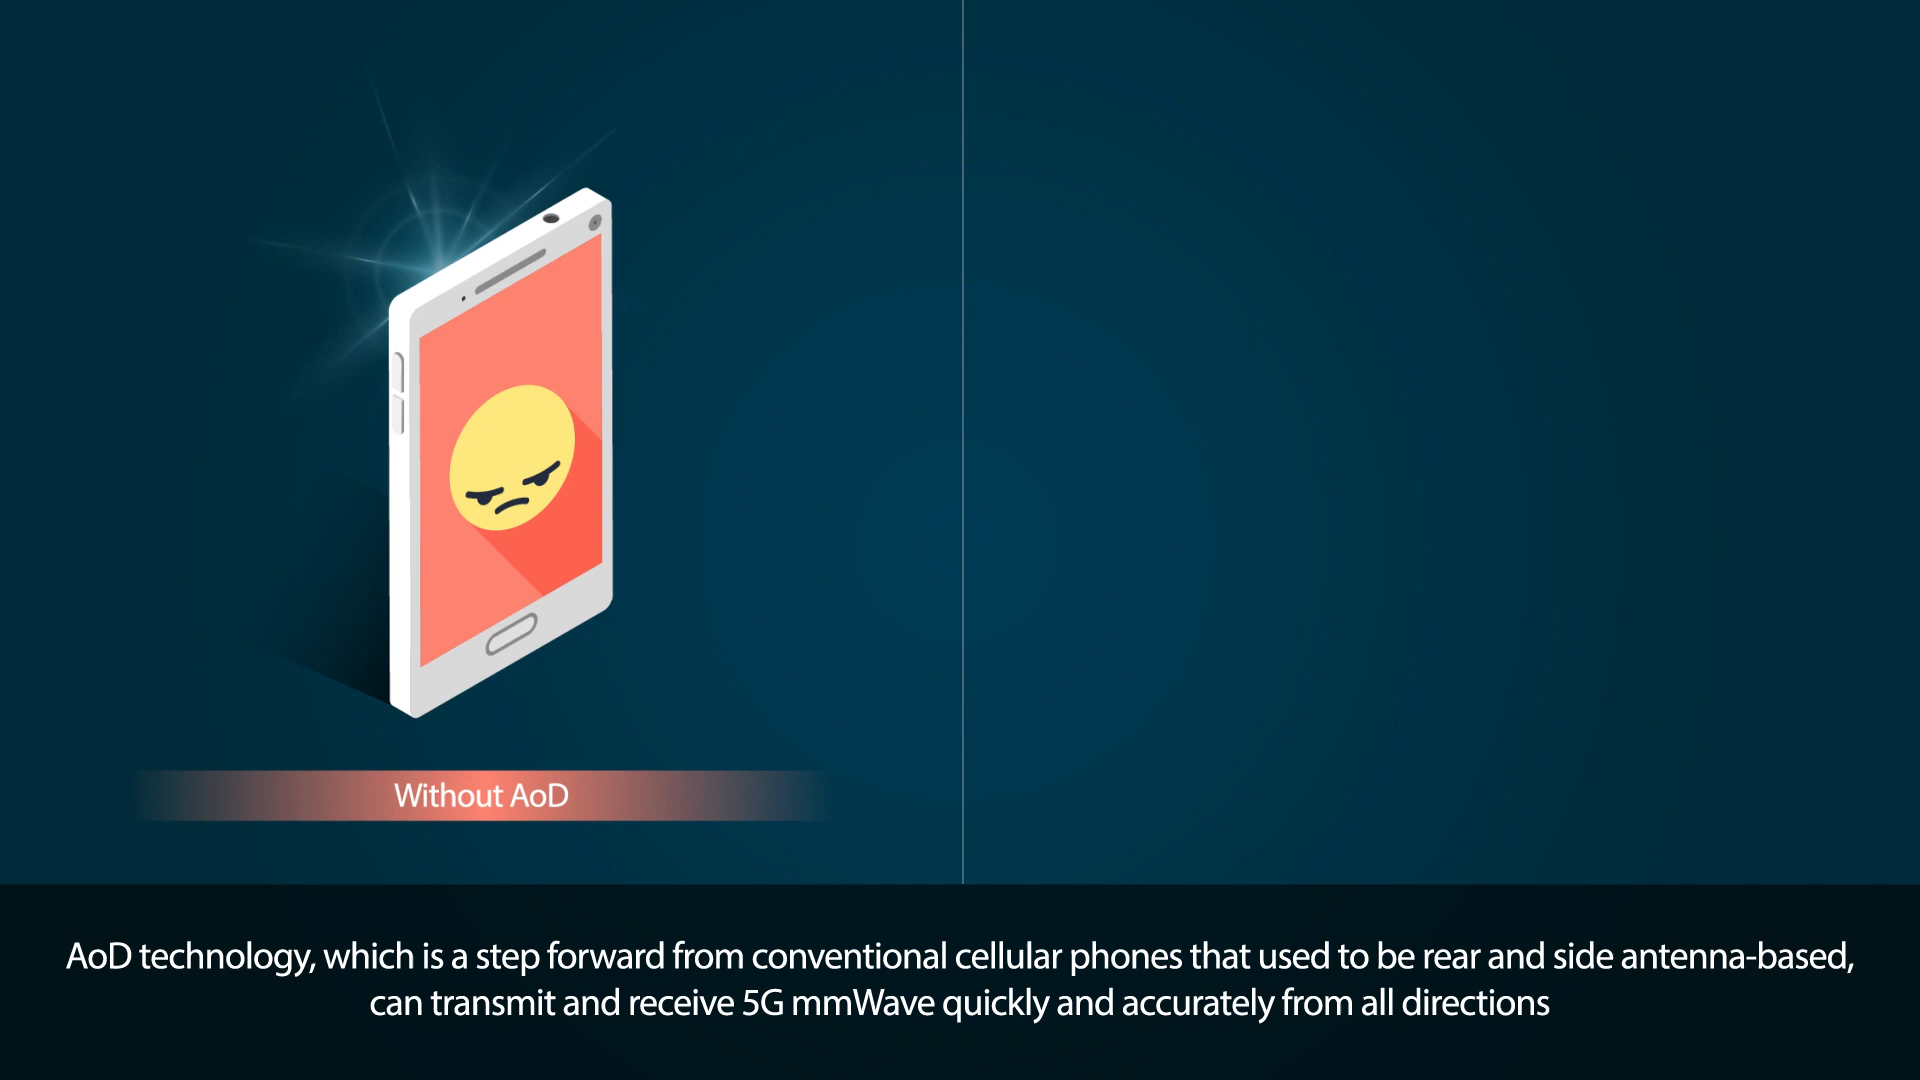 Without AoD
AoD technology, which is a step forward from conventional cellular phones that used to be rear and side antenna-based,
can transmit and receive 5G mmWave quickly and accurately from all directions